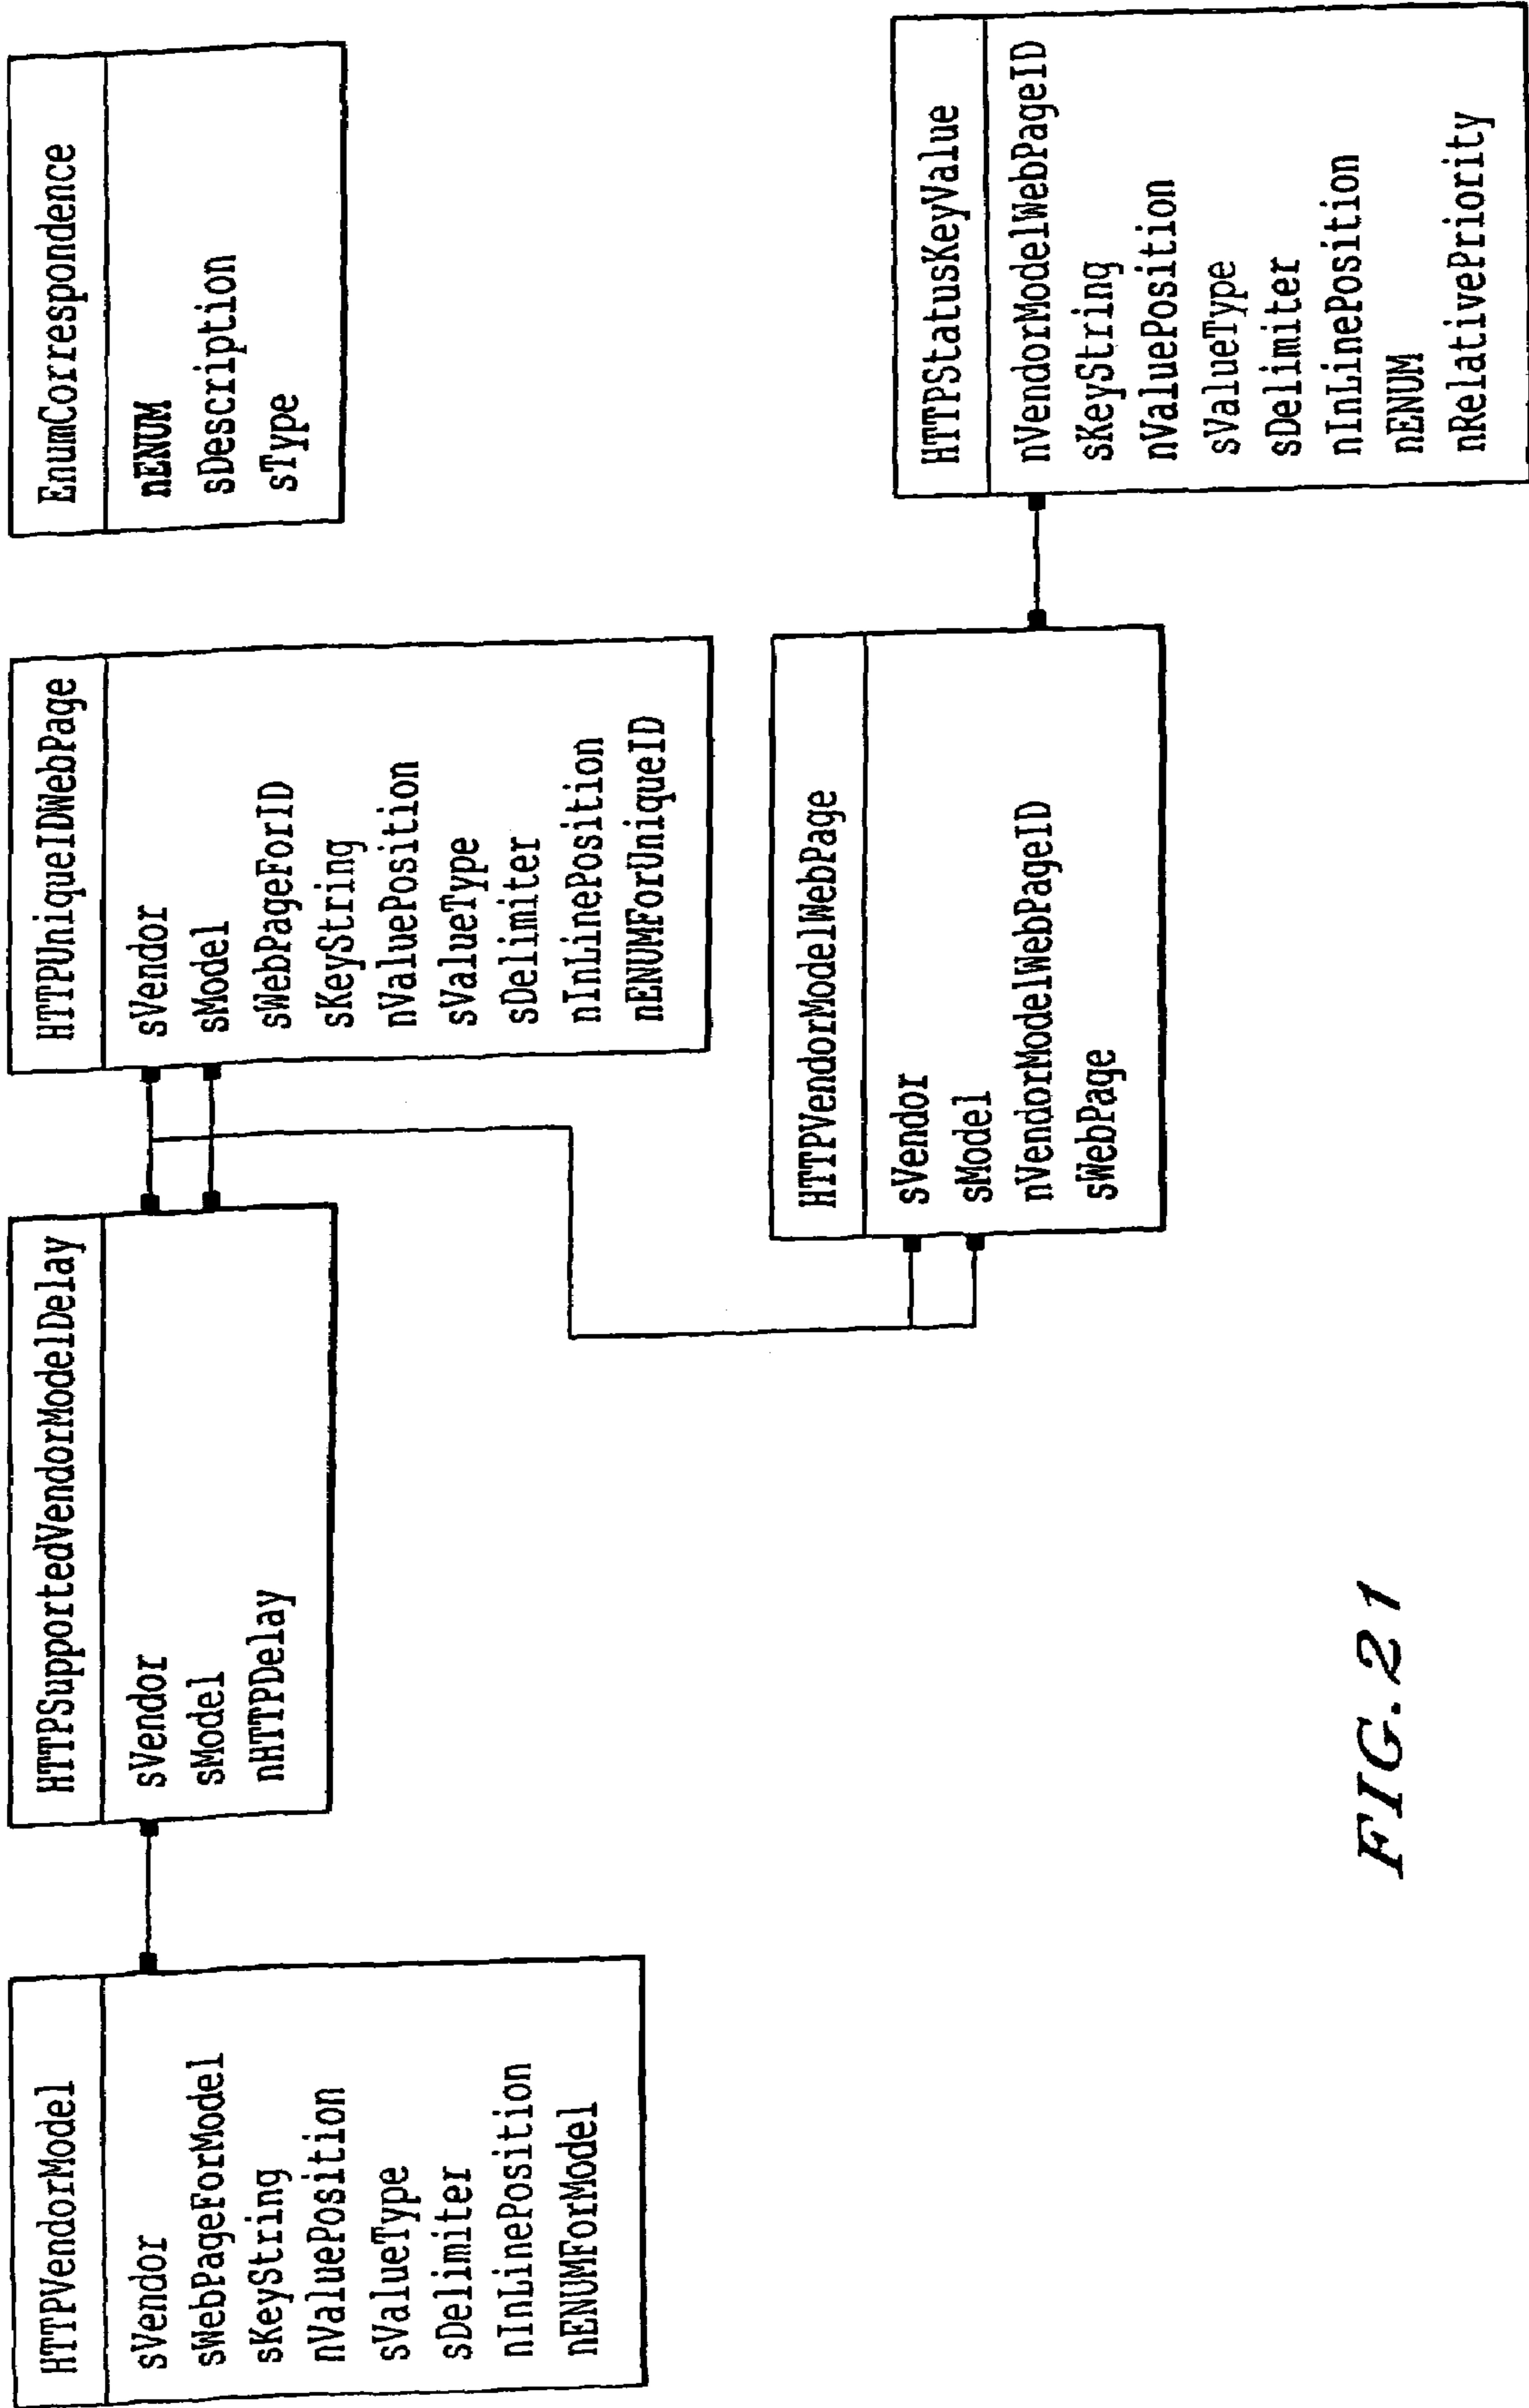 HTTPVendorModel
sVendor
sWebPageForModel
sKeyString
nValuePosition
sValueType
sDelimiter
nInLinePosition
nENUMForModel
HTTPSupportedVendorModelDelay
sVendor
sModel
nHTTPDelay
HTTPUniqueIDWebPage
sVendor
sModel
sWebPageForID
sKeyString
nValuePosition
sValueType
sDelimiter
nInLinePosition
nENUMForUniqueID
EnumCorrespondence
nENUM
sDescription
sType
HTTPVendorModelWebPage
sVendor
sModel
nVendorModelWebPageID
sWebPage
HTTPStatusKeyValue
nVendorModelWebPageID
sKeyString
nValuePosition
sValueType
sDelimiter
nInLinePosition
nENUM
nRelativePriority
FIG.21